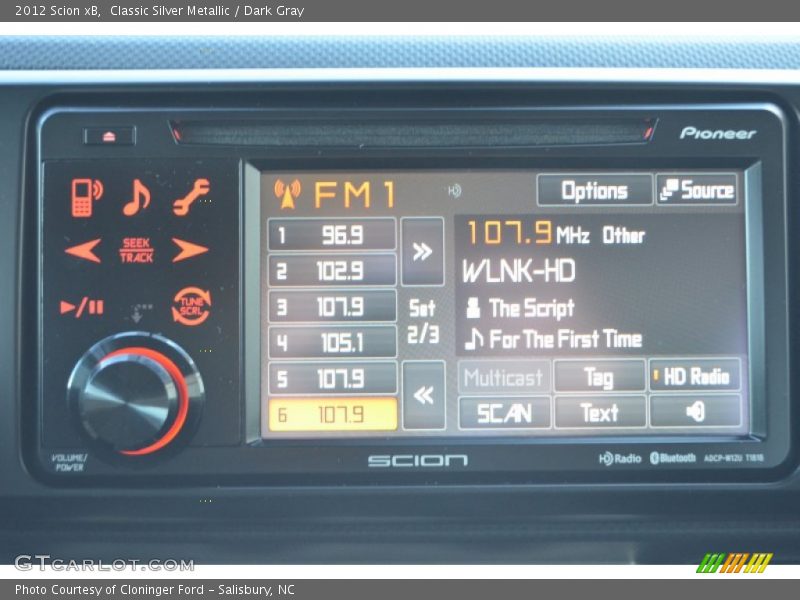 2012 Scion xB, Classic Silver Metallic / Dark Gray
Pioneer
FM1
Options
Source
1 96.9
2 102.9
3 107.9
4 105.1
5 107.9
6 107.9
Set
2/3
107.9 MHz Other
WLNK-HD
The Script
For The First Time
Multicast Tag HD Radio
SCAN Text
SEEK
TRACK
TUNE
SCRL
VOLUME/
POWER
SCION
HD Radio Bluetooth ADCP-W12U T1818
GTCARLOT.COM
Photo Courtesy of Cloninger Ford - Salisbury, NC